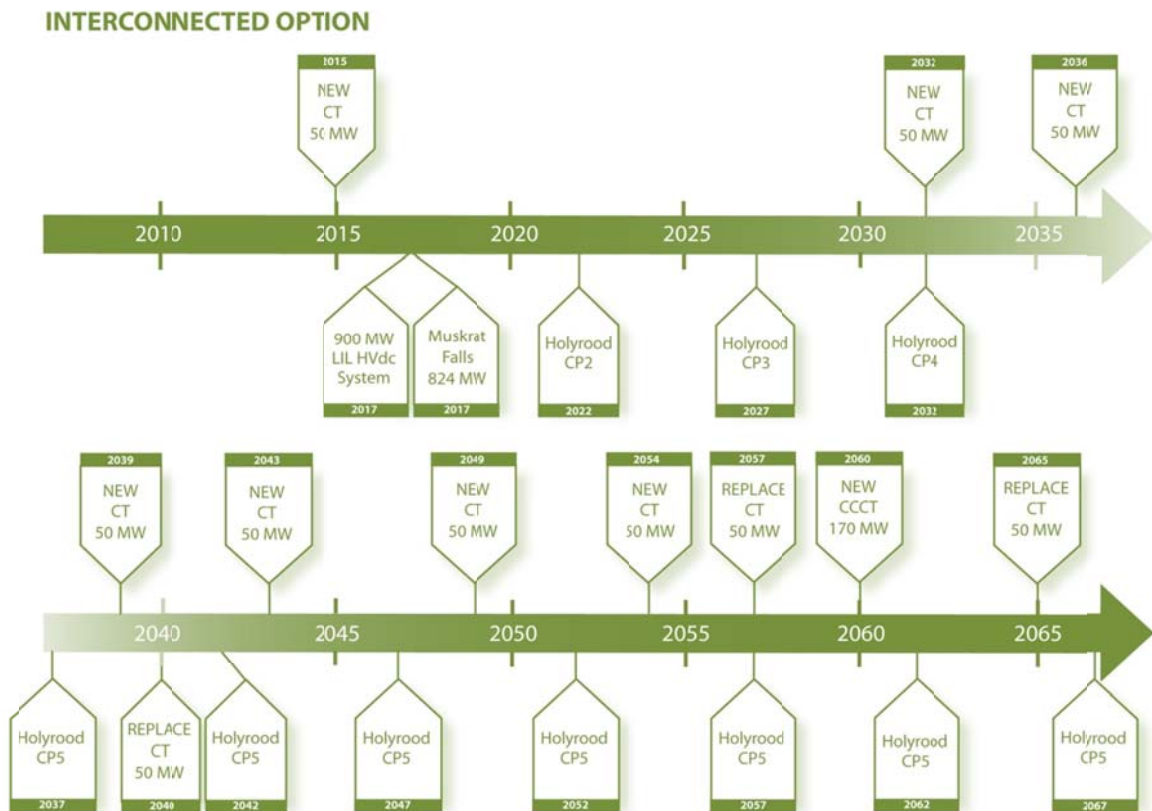 INTERCONNECTED OPTION
2015
NEW
CT
50 MW
2032
NEW
CT
50 MW
2036
NEW
CT
50 MW
2010
2015
2020
2025
2030
2035
900 MW
LIL HVdc
System
2017
Muskrat
Falls
824 MW
2017
Holyrood
CP2
2022
Holyrood
CP3
2027
Holyrood
CP4
2032
2039
NEW
CT
50 MW
2043
NEW
CT
50 MW
2049
NEW
CT
50 MW
2054
NEW
CT
50 MW
2057
REPLACE
CT
50 MW
2060
NEW
CCCT
170 MW
2065
REPLACE
CT
50 MW
2040
2045
2050
2055
2060
2065
Holyrood
CP5
2037
REPLACE
CT
50 MW
2040
Holyrood
CP5
2042
Holyrood
CP5
2047
Holyrood
CP5
2052
Holyrood
CP5
2057
Holyrood
CP5
2062
Holyrood
CP5
2067